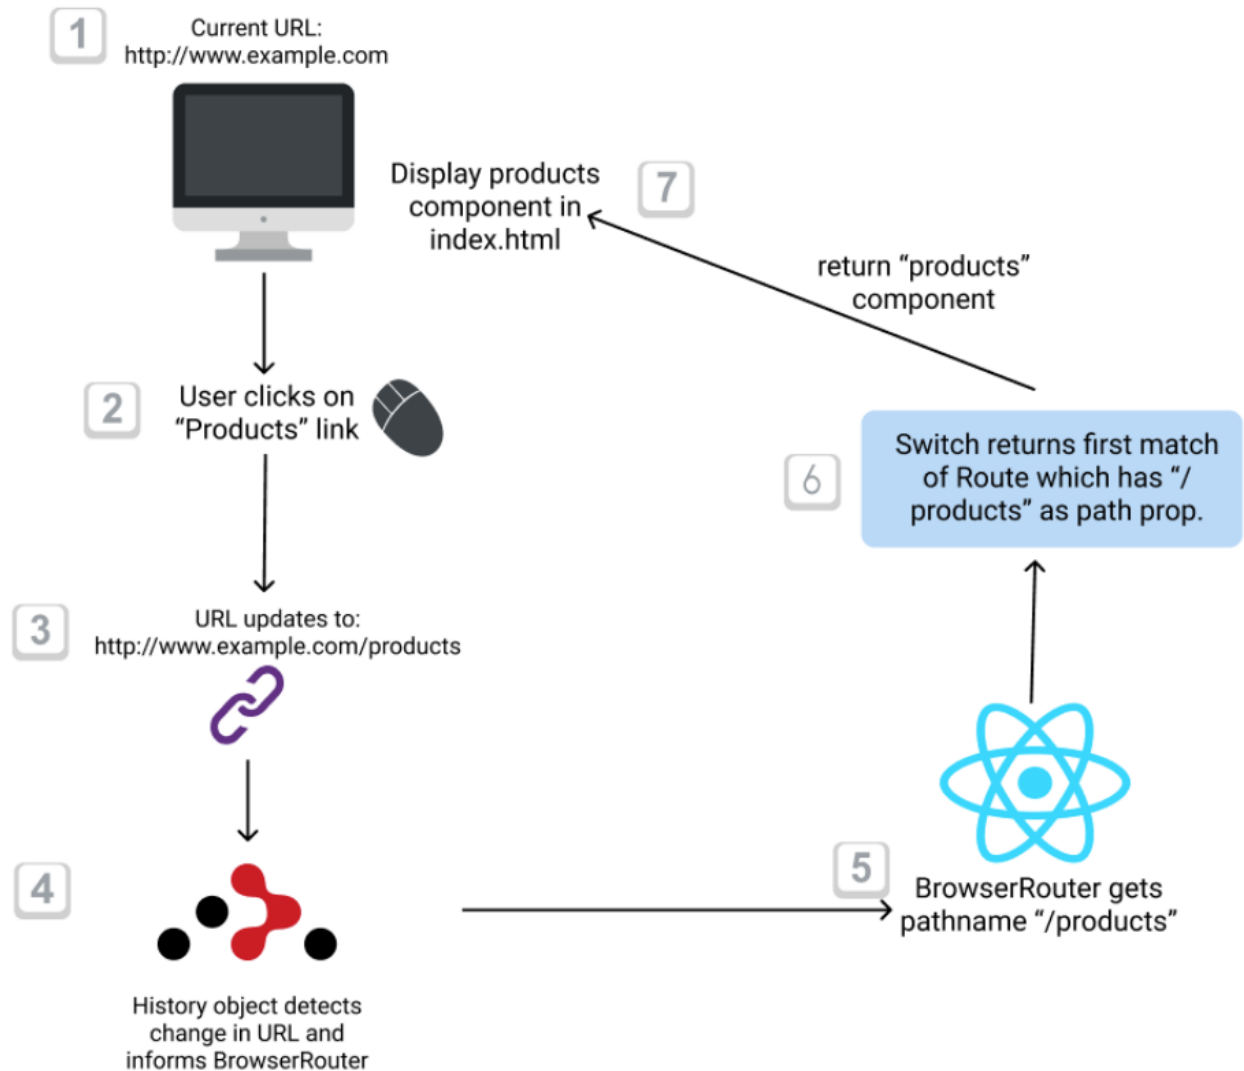 1
Current URL:
http://www.example.com
Display products
component in
index.html
7
return “products”
component
2
User clicks on
“Products” link
6
Switch returns first match
of Route which has “/
products” as path prop.
3
URL updates to:
http://www.example.com/products
4
History object detects
change in URL and
informs BrowserRouter
5
BrowserRouter gets
pathname “/products”